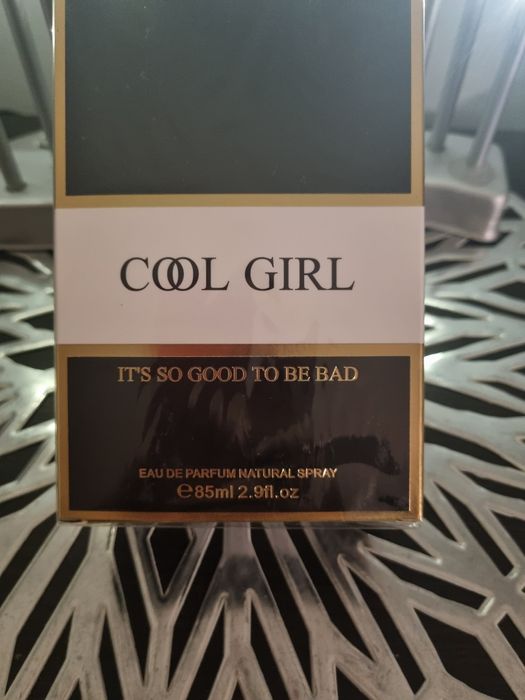 COOL GIRL
IT'S SO GOOD TO BE BAD
EAU DE PARFUM NATURAL SPRAY
℮85ml 2.9fl.oz